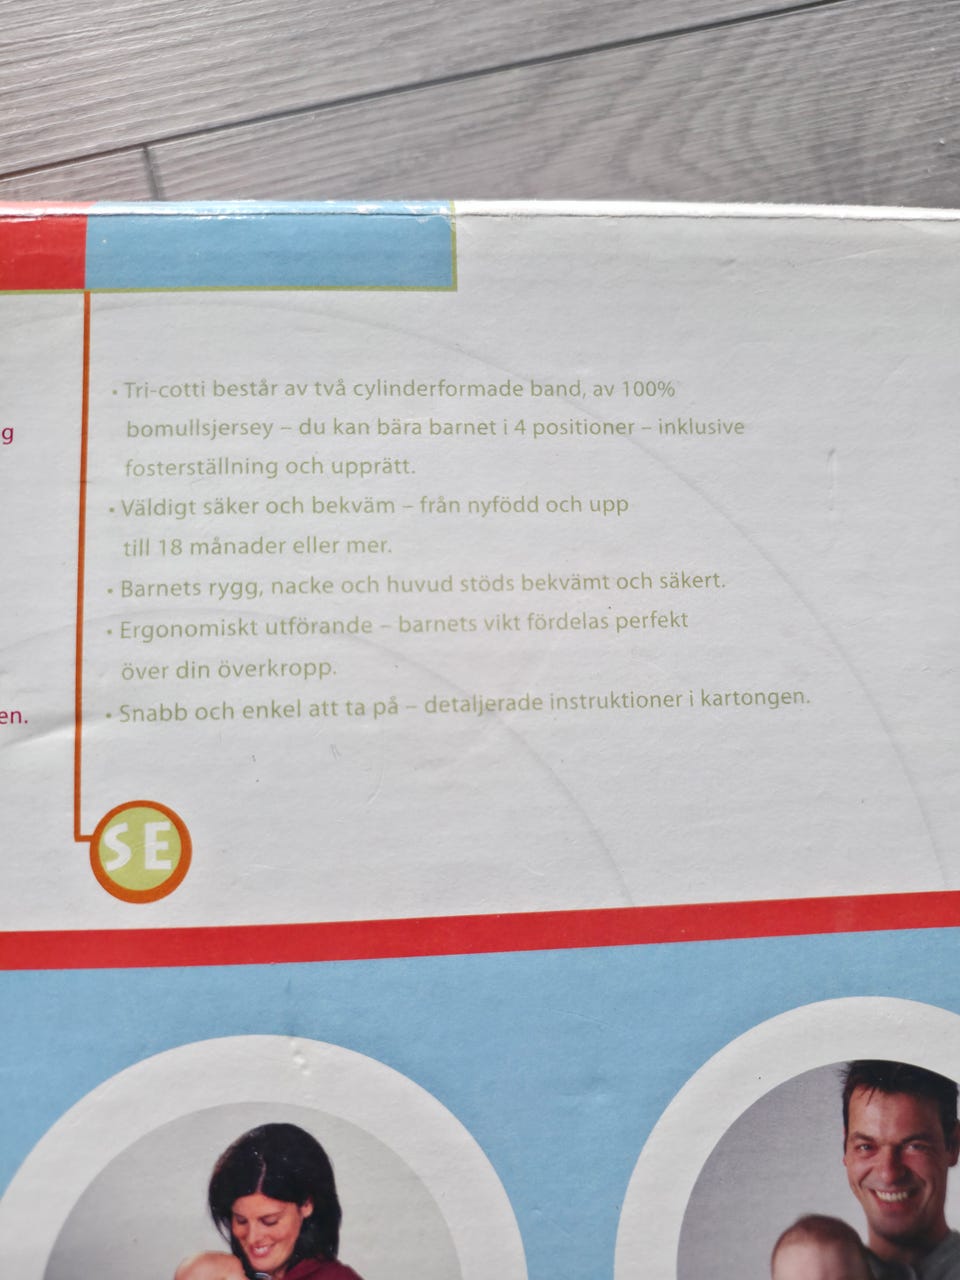 • Tri-cotti består av två cylinderformade band, av 100%
bomullsjersey – du kan bära barnet i 4 positioner – inklusive
fosterställning och upprätt.
• Väldigt säker och bekväm – från nyfödd och upp
till 18 månader eller mer.
• Barnets rygg, nacke och huvud stöds bekvämt och säkert.
• Ergonomiskt utförande – barnets vikt fördelas perfekt
över din överkropp.
• Snabb och enkel att ta på – detaljerade instruktioner i kartongen.
g
en.
SE